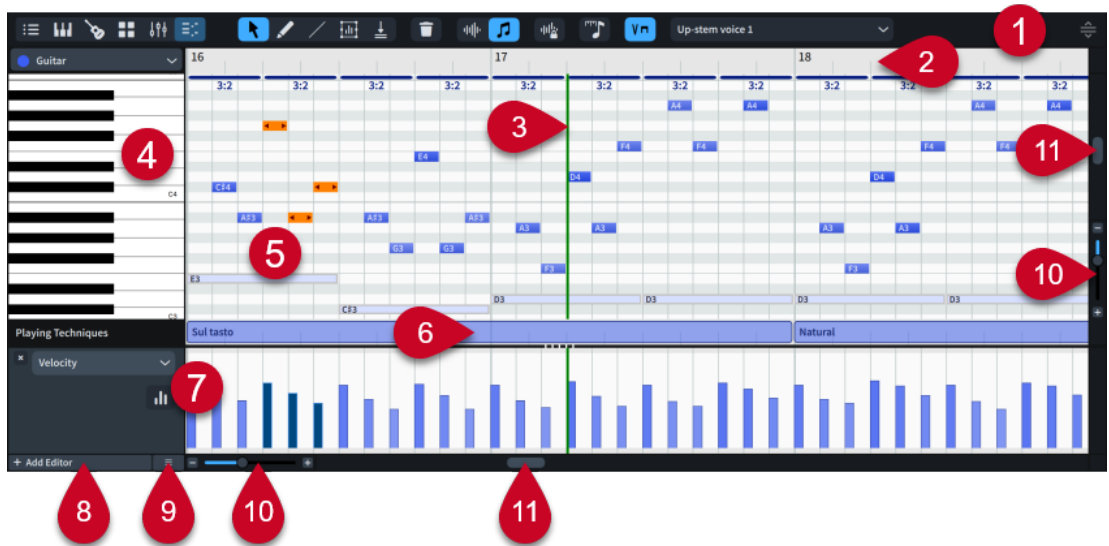 Up-stem voice 1
1
Guitar
16
17
18
2
3:2 3:2 3:2 3:2 3:2 3:2 3:2 3:2 3:2 3:2 3:2 3:2
A4 A4 A4 A4
3
4
11
F4 F4 F4 F4
E4
D4 D4
C#4
C4
A#3 A#3 A#3
A3 A3 A3 A3
G3 G3
5
F3 F3
10
E3
D3 D3 D3 D3
C#3
C3
6
Playing Techniques
Sul tasto
Natural
Velocity
7
+ Add Editor
8
9
10
11